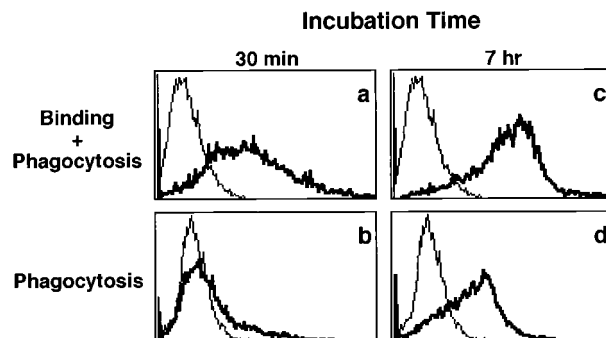 Incubation Time
30 min
7 hr
Binding
+
Phagocytosis
a
c
Phagocytosis
b
d